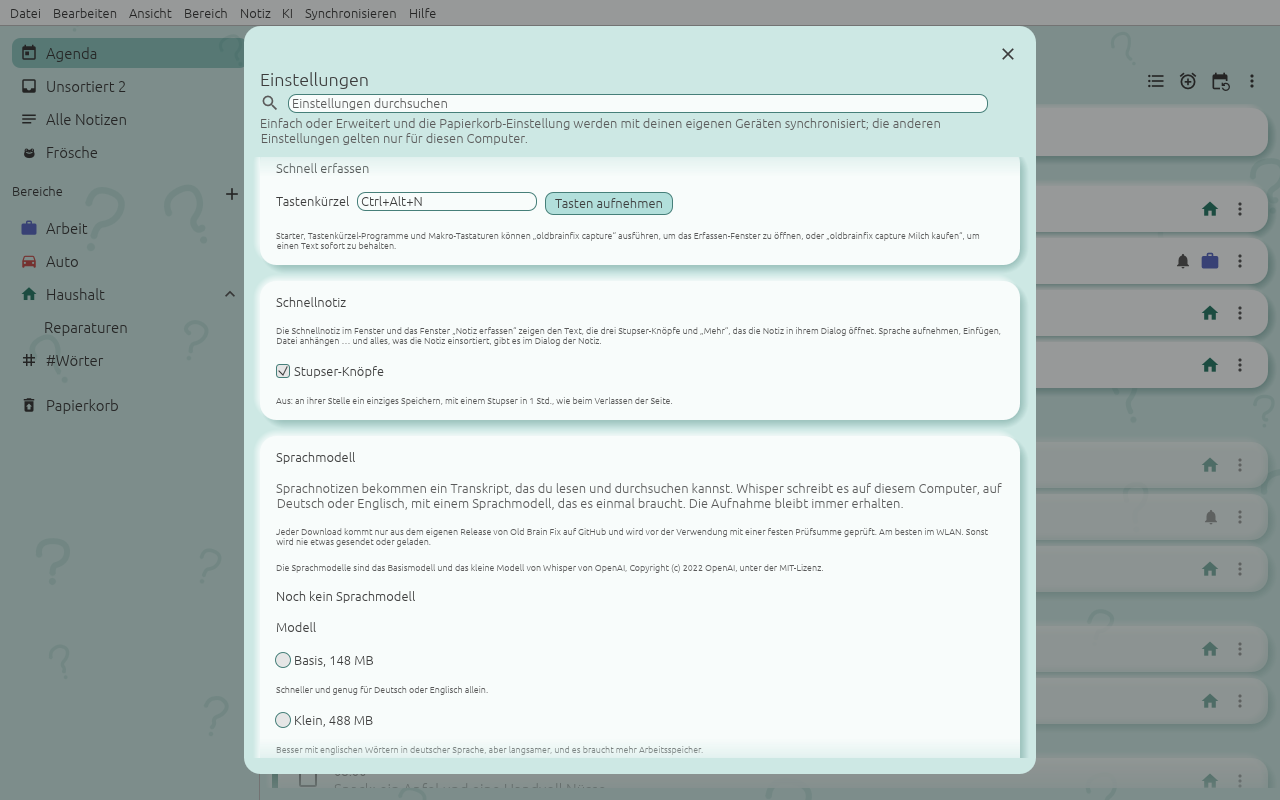 Datei Bearbeiten Ansicht Bereich Notiz KI Synchronisieren Hilfe
Agenda
Unsortiert 2
Alle Notizen
Frösche
Bereiche
Arbeit
Auto
Haushalt
Reparaturen
#Wörter
Papierkorb
Einstellungen
Einstellungen durchsuchen
Einfach oder Erweitert und die Papierkorb-Einstellung werden mit deinen eigenen Geräten synchronisiert; die anderen
Einstellungen gelten nur für diesen Computer.
Schnell erfassen
Tastenkürzel Ctrl+Alt+N Tasten aufnehmen
Starter, Tastenkürzel-Programme und Makro-Tastaturen können „oldbrainfix capture“ ausführen, um das Erfassen-Fenster zu öffnen, oder „oldbrainfix capture Milch kaufen“, um
einen Text sofort zu behalten.
Schnellnotiz
Die Schnellnotiz im Fenster und das Fenster „Notiz erfassen“ zeigen den Text, die drei Stupser-Knöpfe und „Mehr“, das die Notiz in ihrem Dialog öffnet. Sprache aufnehmen, Einfügen,
Datei anhängen … und alles, was die Notiz einsortiert, gibt es im Dialog der Notiz.
Stupser-Knöpfe
Aus: an ihrer Stelle ein einziges Speichern, mit einem Stupser in 1 Std., wie beim Verlassen der Seite.
Sprachmodell
Sprachnotizen bekommen ein Transkript, das du lesen und durchsuchen kannst. Whisper schreibt es auf diesem Computer, auf
Deutsch oder Englisch, mit einem Sprachmodell, das es einmal braucht. Die Aufnahme bleibt immer erhalten.
Jeder Download kommt nur aus dem eigenen Release von Old Brain Fix auf GitHub und wird vor der Verwendung mit einer festen Prüfsumme geprüft. Am besten im WLAN. Sonst
wird nie etwas gesendet oder geladen.
Die Sprachmodelle sind das Basismodell und das kleine Modell von Whisper von OpenAI, Copyright (c) 2022 OpenAI, unter der MIT-Lizenz.
Noch kein Sprachmodell
Modell
Basis, 148 MB
Schneller und genug für Deutsch oder Englisch allein.
Klein, 488 MB
Besser mit englischen Wörtern in deutscher Sprache, aber langsamer, und es braucht mehr Arbeitsspeicher.